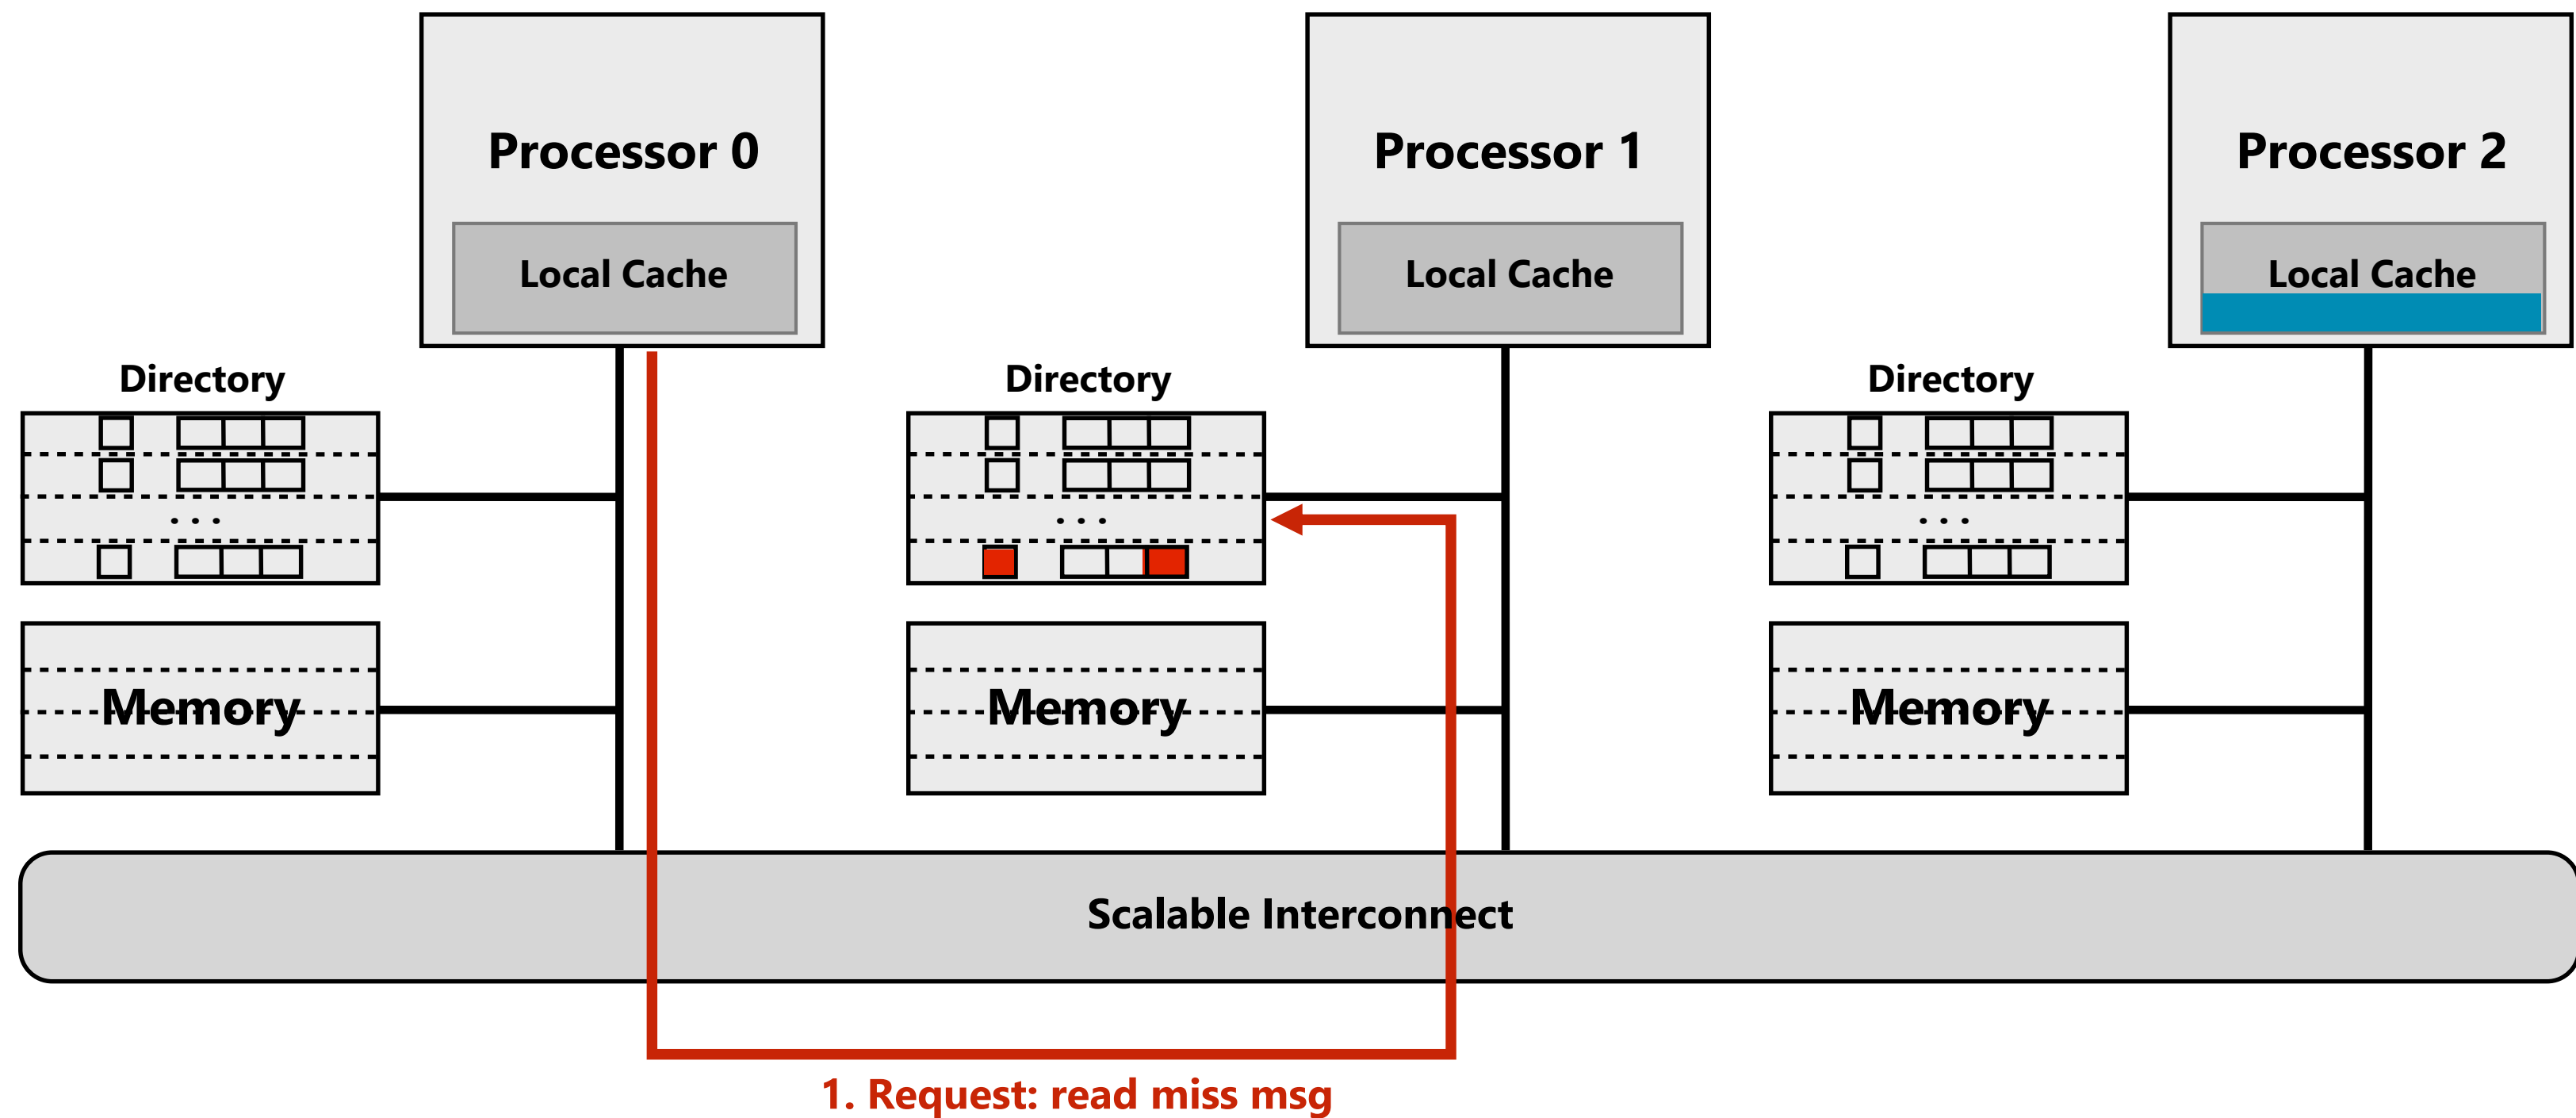 Processor 0
Processor 1
Processor 2
Local Cache
Local Cache
Local Cache
Directory
Directory
Directory
. . .
. . .
. . .
Memory
Memory
Memory
Scalable Interconnect
1. Request: read miss msg